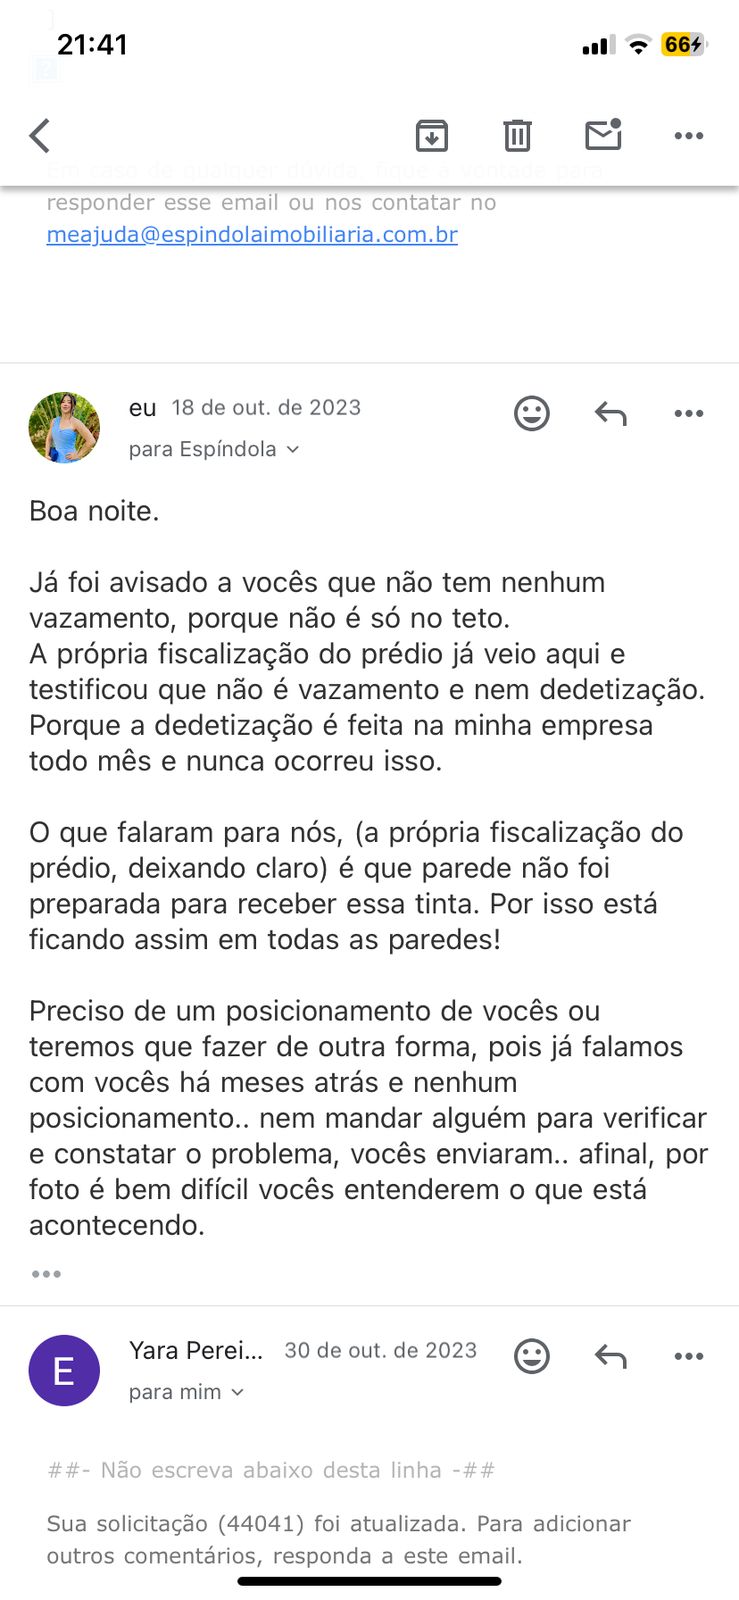 21:41
66
Em caso de qualquer dúvida, fique a vontade para
responder esse email ou nos contatar no
meajuda@espindolaimobiliaria.com.br
eu 18 de out. de 2023
para Espíndola
Boa noite.
Já foi avisado a vocês que não tem nenhum
vazamento, porque não é só no teto.
A própria fiscalização do prédio já veio aqui e
testificou que não é vazamento e nem dedetização.
Porque a dedetização é feita na minha empresa
todo mês e nunca ocorreu isso.
O que falaram para nós, (a própria fiscalização do
prédio, deixando claro) é que parede não foi
preparada para receber essa tinta. Por isso está
ficando assim em todas as paredes!
Preciso de um posicionamento de vocês ou
teremos que fazer de outra forma, pois já falamos
com vocês há meses atrás e nenhum
posicionamento.. nem mandar alguém para verificar
e constatar o problema, vocês enviaram.. afinal, por
foto é bem difícil vocês entenderem o que está
acontecendo.
E
Yara Perei... 30 de out. de 2023
para mim
##- Não escreva abaixo desta linha -##
Sua solicitação (44041) foi atualizada. Para adicionar
outros comentários, responda a este email.